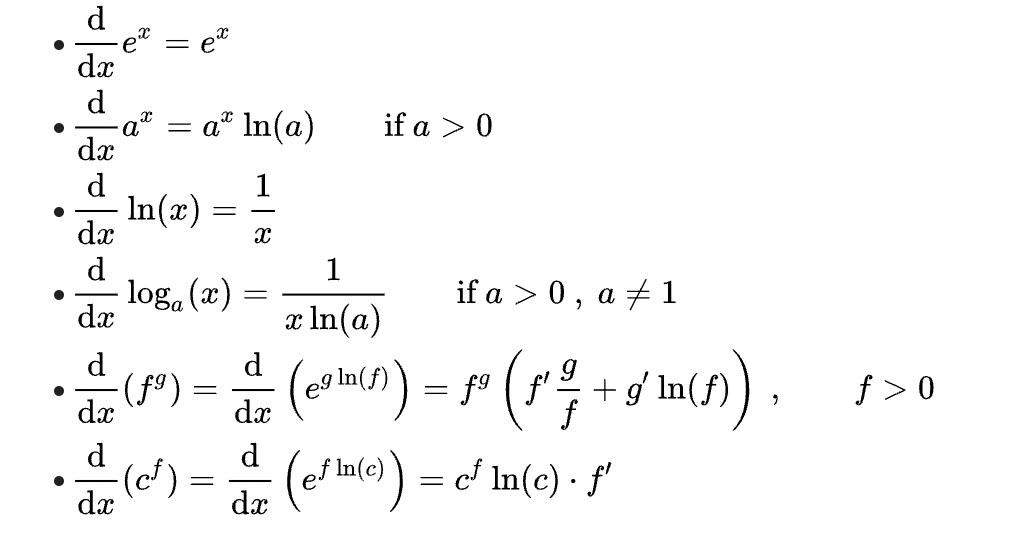 • d/dx e^x = e^x
• d/dx a^x = a^x ln(a) if a > 0
• d/dx ln(x) = 1/x
• d/dx log_a(x) = 1/(x ln(a)) if a > 0 , a ≠ 1
• d/dx (f^g) = d/dx (e^(g ln(f))) = f^g (f′ g/f + g′ ln(f)) , f > 0
• d/dx (c^f) = d/dx (e^(f ln(c))) = c^f ln(c) · f′